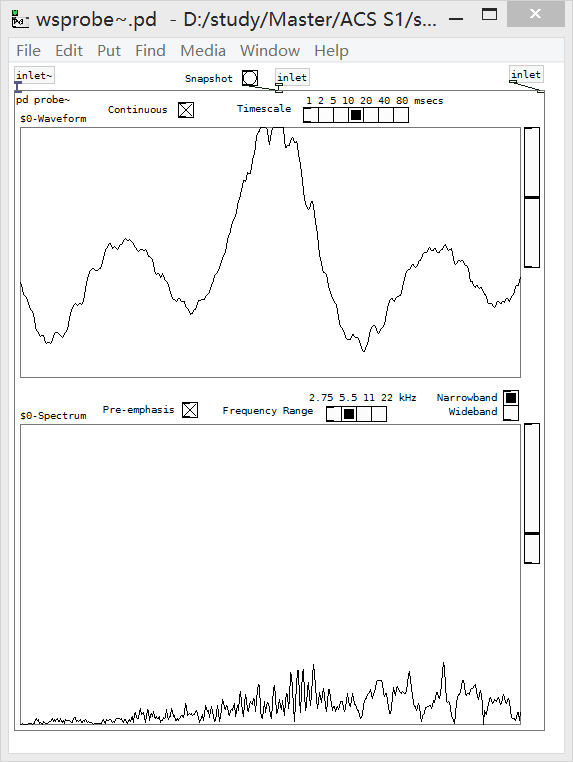 wsprobe~.pd - D:/study/Master/ACS S1/s...
File Edit Put Find Media Window Help
inlet~
Snapshot
inlet
inlet
pd probe~
Continuous
Timescale
1 2 5 10 20 40 80 msecs
$0-Waveform
2.75 5.5 11 22 kHz
Narrowband
$0-Spectrum
Pre-emphasis
Frequency Range
Wideband